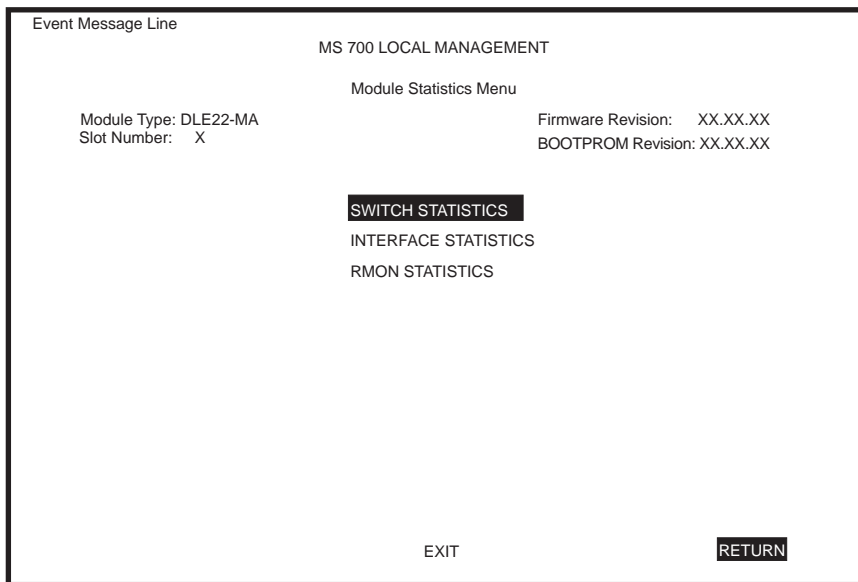 Event Message Line
MS 700 LOCAL MANAGEMENT
Module Statistics Menu
Module Type: DLE22-MA
Firmware Revision: XX.XX.XX
Slot Number: X
BOOTPROM Revision: XX.XX.XX
SWITCH STATISTICS
INTERFACE STATISTICS
RMON STATISTICS
EXIT
RETURN